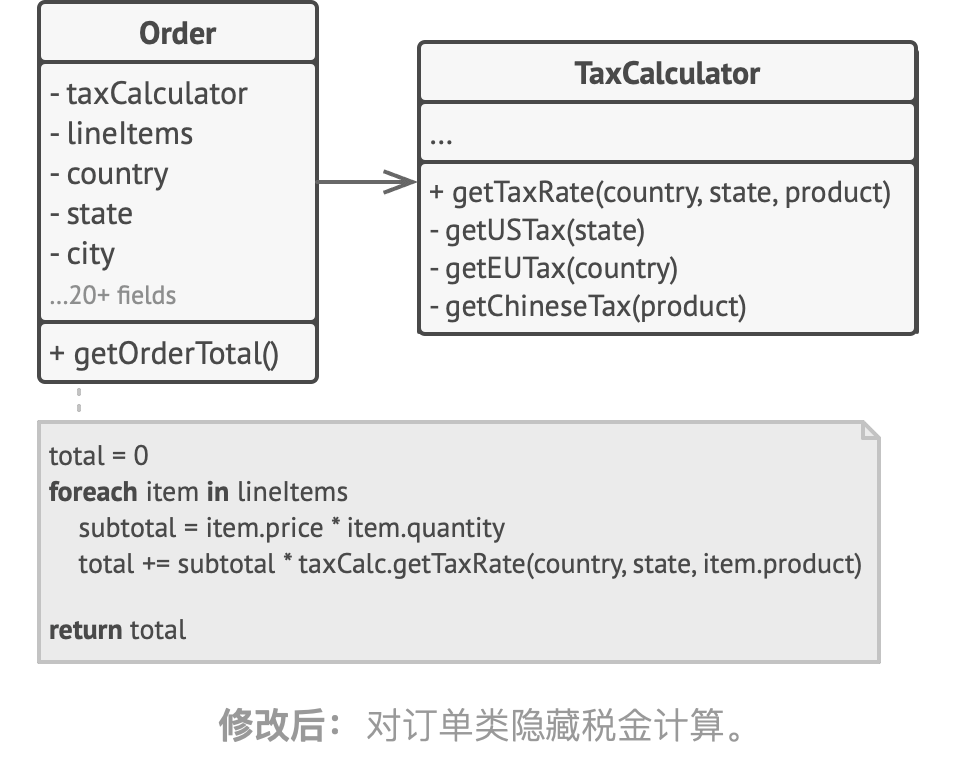 Order
- taxCalculator
- lineItems
- country
- state
- city
...20+ fields
+ getOrderTotal()
TaxCalculator
...
+ getTaxRate(country, state, product)
- getUSTax(state)
- getEUTax(country)
- getChineseTax(product)
total = 0
foreach item in lineItems
subtotal = item.price * item.quantity
total += subtotal * taxCalc.getTaxRate(country, state, item.product)
return total
修改后：对订单类隐藏税金计算。